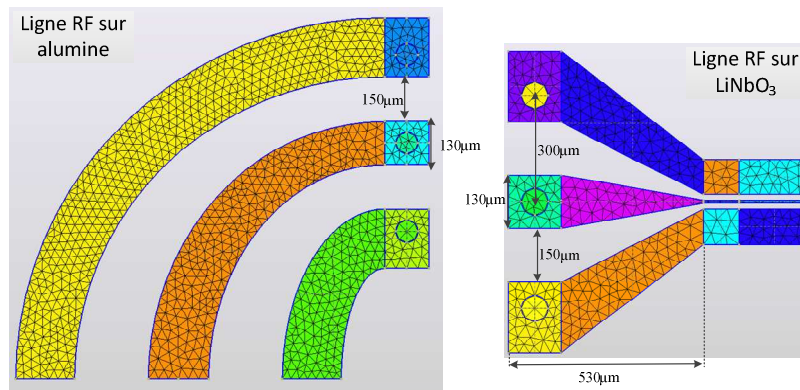 Ligne RF sur
alumine
150µm
130µm
Ligne RF sur
LiNbO₃
300µm
130µm
150µm
530µm